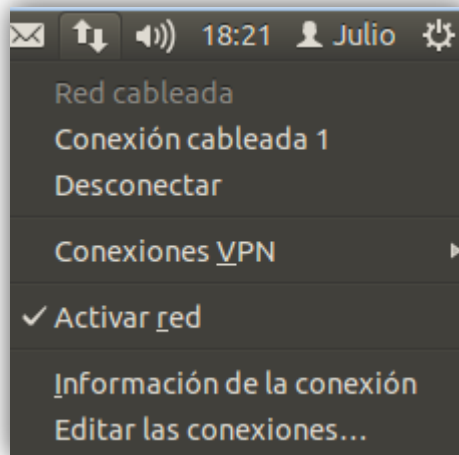 18:21 Julio
Red cableada
Conexión cableada 1
Desconectar
Conexiones VPN
Activar red
Información de la conexión
Editar las conexiones...